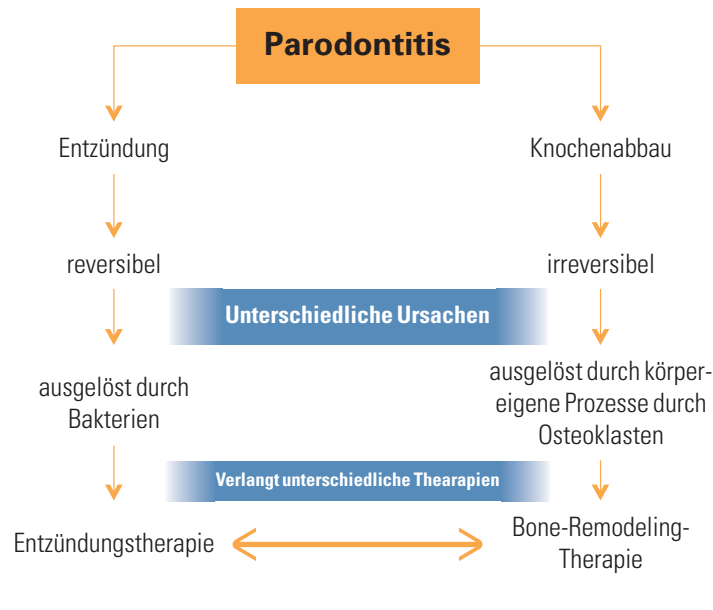 Parodontitis
Entzündung
Knochenabbau
reversibel
irreversibel
Unterschiedliche Ursachen
ausgelöst durch
Bakterien
ausgelöst durch körper-
eigene Prozesse durch
Osteoklasten
Verlangt unterschiedliche Thearapien
Entzündungstherapie
Bone-Remodeling-
Therapie